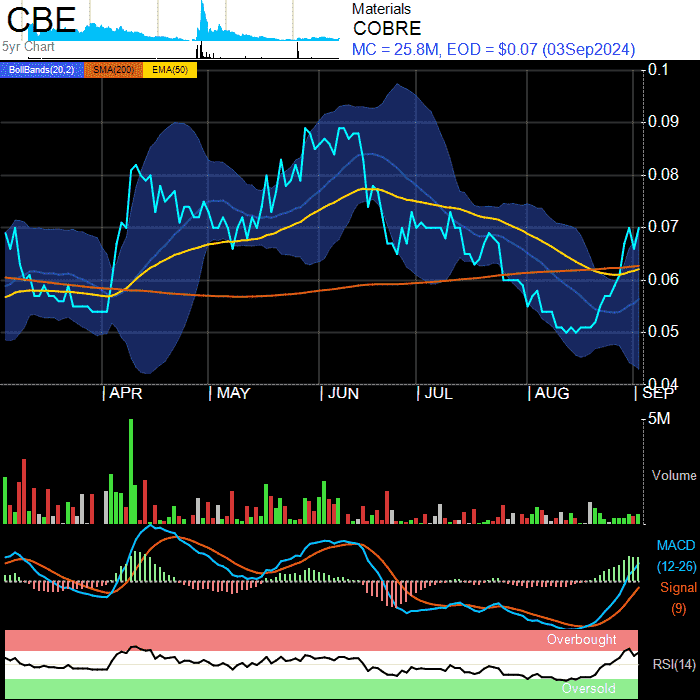 CBE
5yr Chart
Materials
COBRE
MC = 25.8M, EOD = $0.07 (03Sep2024)
BollBands(20,2) SMA(200) EMA(50)
0.1
0.09
0.08
0.07
0.06
0.05
0.04
APR MAY JUN JUL AUG SEP
5M
Volume
MACD
(12-26)
Signal
(9)
Overbought
RSI(14)
Oversold